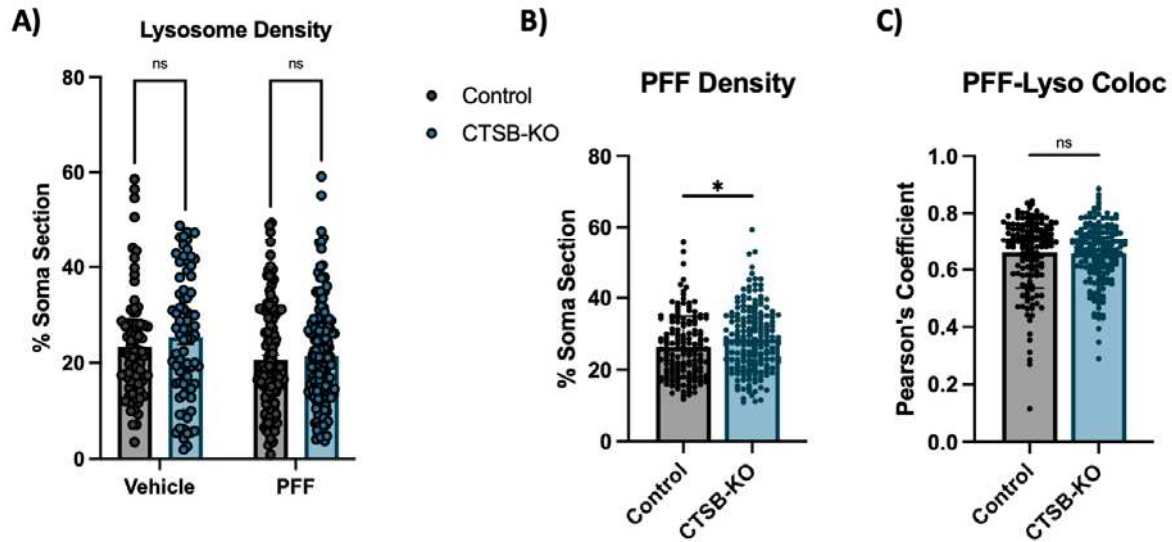 A)
Lysosome Density
ns
ns
80
60
40
20
0
% Soma Section
Vehicle
PFF
Control
CTSB-KO
B)
PFF Density
*
80
60
40
20
0
% Soma Section
Control
CTSB-KO
C)
PFF-Lyso Coloc
ns
1.0
0.8
0.6
0.4
0.2
0.0
Pearson's Coefficient
Control
CTSB-KO